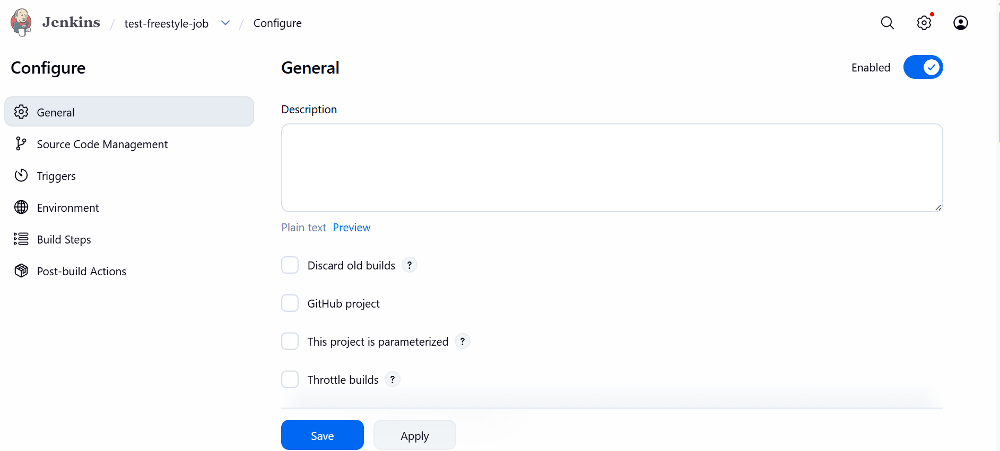 Jenkins / test-freestyle-job / Configure
Configure
General
Source Code Management
Triggers
Environment
Build Steps
Post-build Actions
General
Enabled
Description
Plain text Preview
Discard old builds ?
GitHub project
This project is parameterized ?
Throttle builds ?
Save Apply